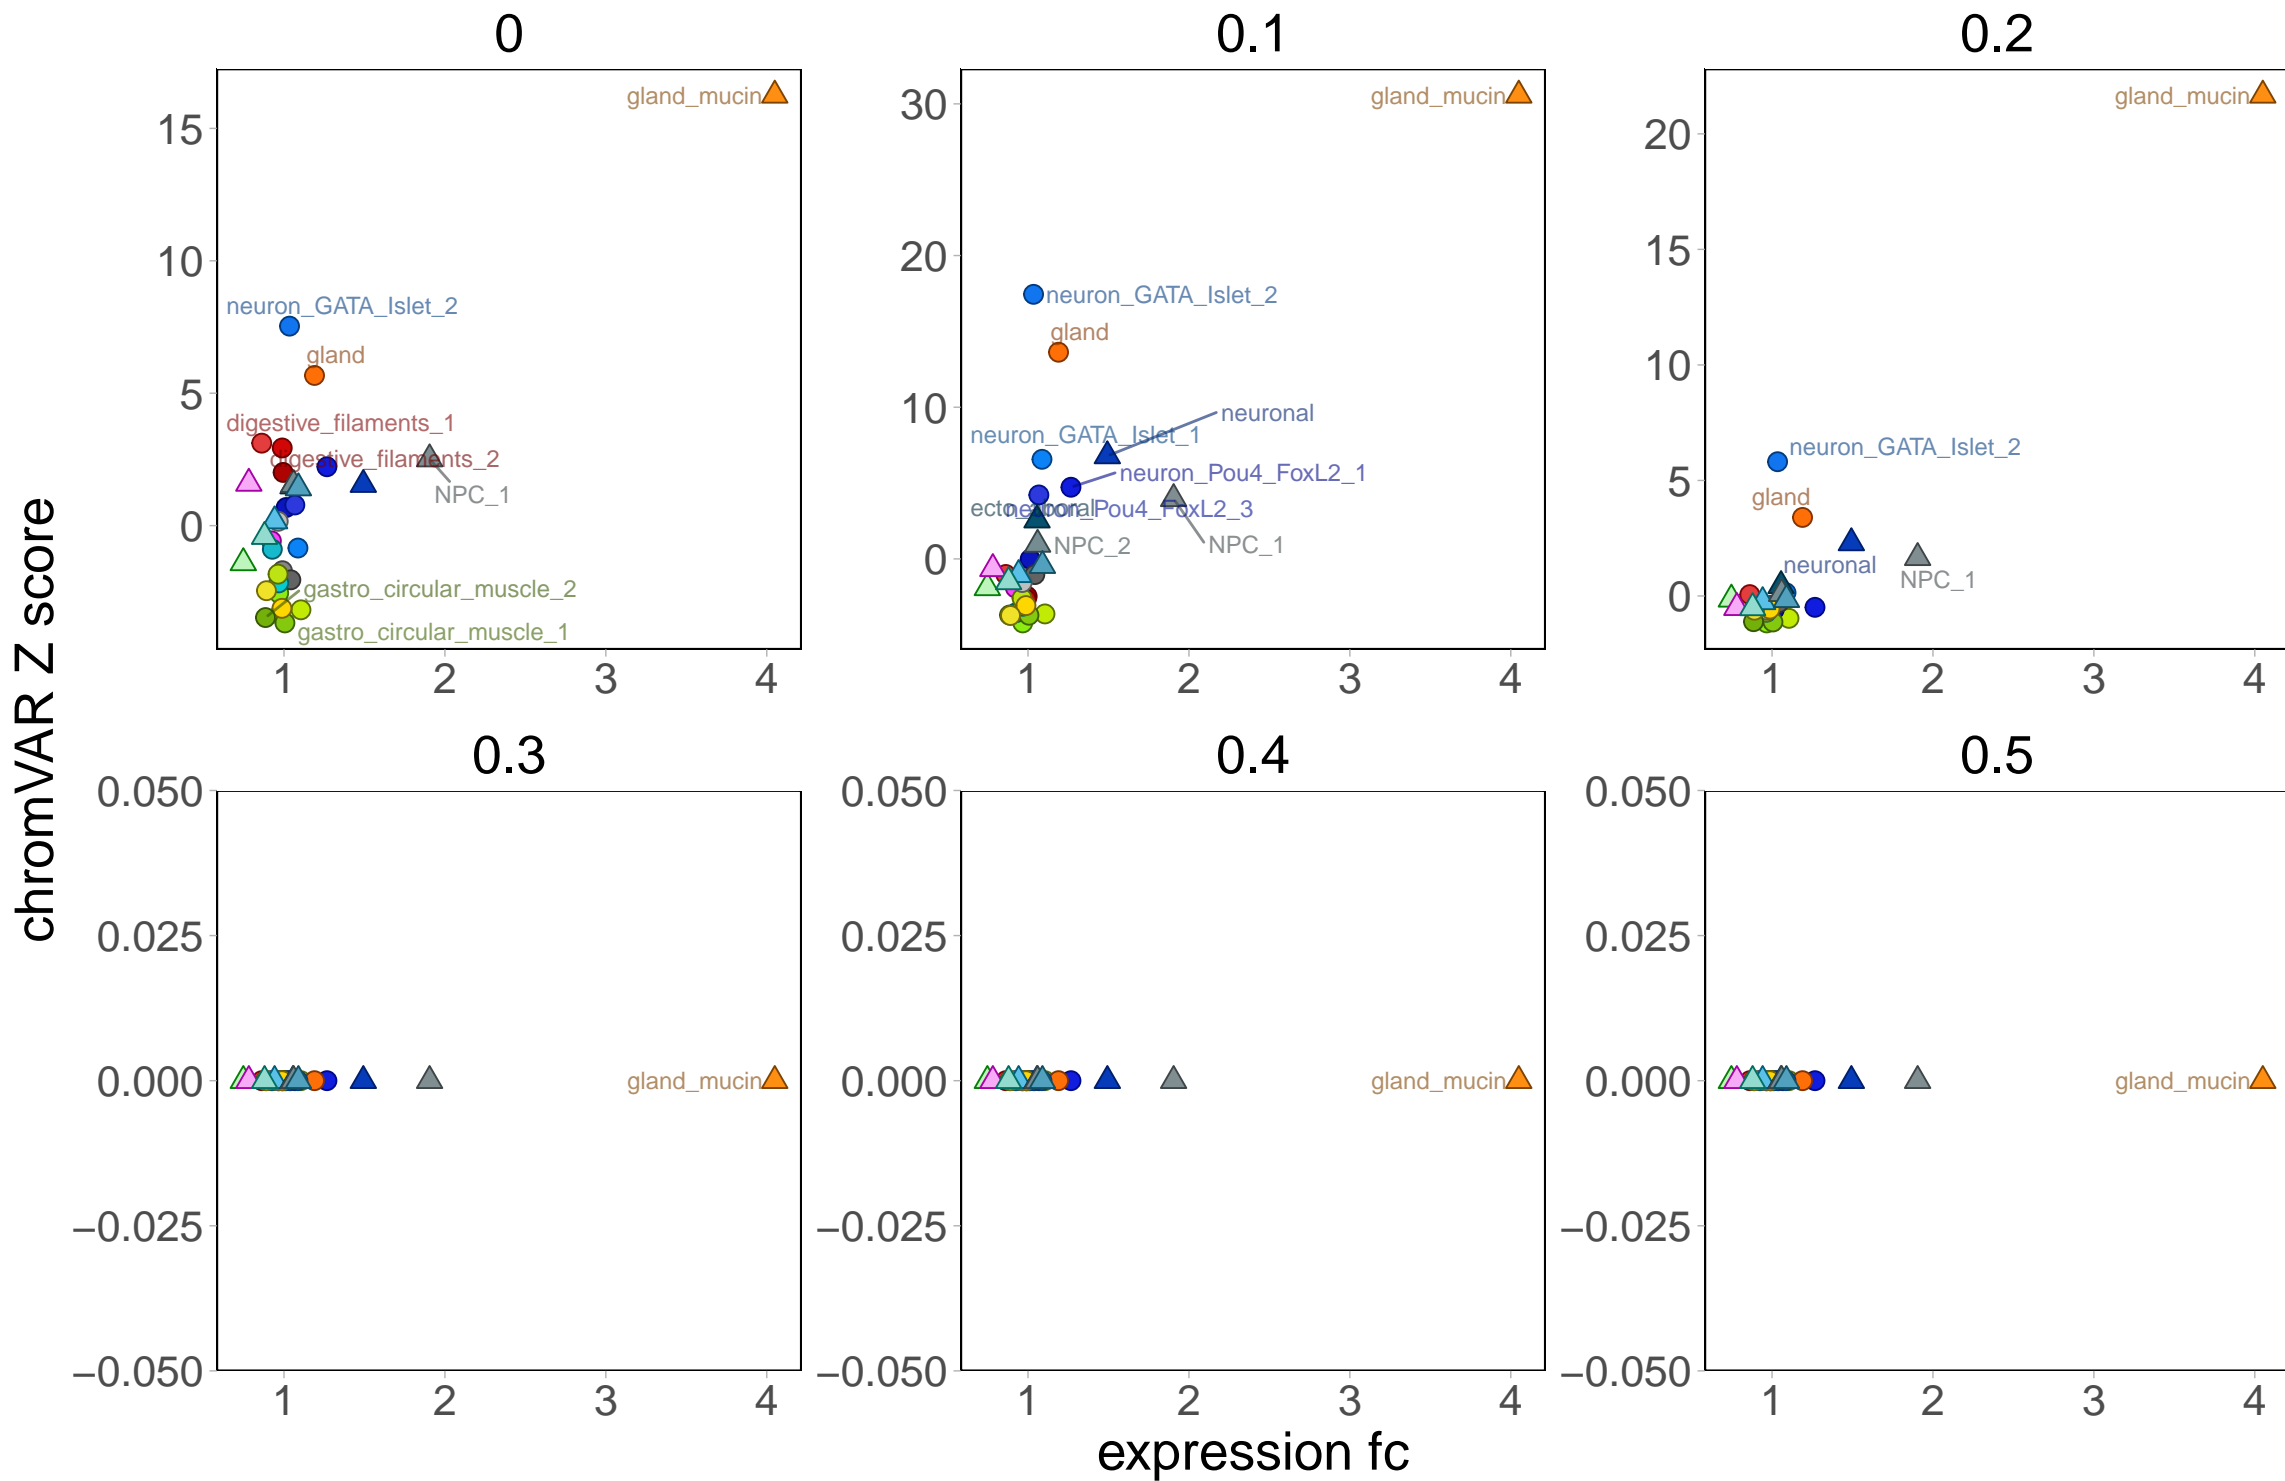 0
0.1
0.2
gland_mucin
gland_mucin
gland_mucin
15
10
5
0
30
20
10
0
20
15
10
5
0
neuron_GATA_Islet_2
gland
digestive_filaments_1
digestive_filaments_2
NPC_1
gastro_circular_muscle_2
gastro_circular_muscle_1
neuron_GATA_Islet_2
gland
neuronal
neuron_GATA_Islet_1
neuron_Pou4_FoxL2_1
neuron_Pou4_FoxL2_3
NPC_2
NPC_1
neuron_GATA_Islet_2
gland
neuronal
NPC_1
1 2 3 4
1 2 3 4
1 2 3 4
chromVAR Z score
0.3
0.4
0.5
0.050
0.025
0.000
−0.025
−0.050
0.050
0.025
0.000
−0.025
−0.050
0.050
0.025
0.000
−0.025
−0.050
gland_mucin
gland_mucin
gland_mucin
1 2 3 4
1 2 3 4
1 2 3 4
expression fc